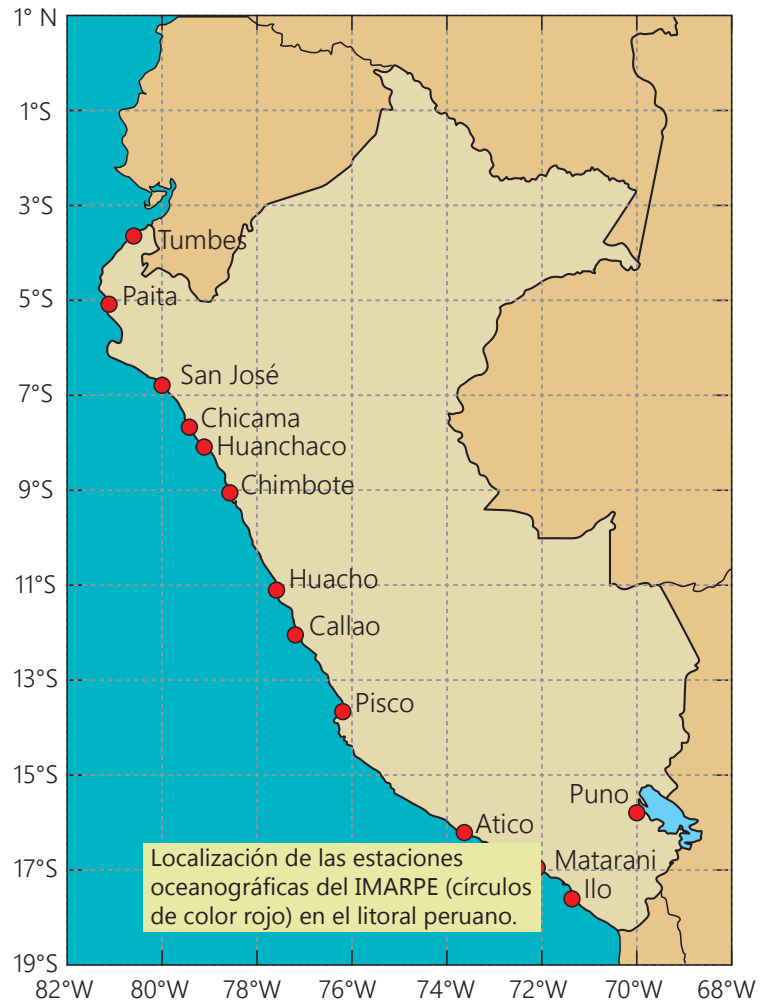 1° N
1°S
3°S
Tumbes
Paita
5°S
San José
7°S
Chicama
Huanchaco
Chimbote
9°S
Huacho
11°S
Callao
13°S
Pisco
15°S
Puno
Atico
Matarani
17°S
Ilo
Localización de las estaciones
oceanográficas del IMARPE (círculos
de color rojo) en el litoral peruano.
19°S
82°W 80°W 78°W 76°W 74°W 72°W 70°W 68°W